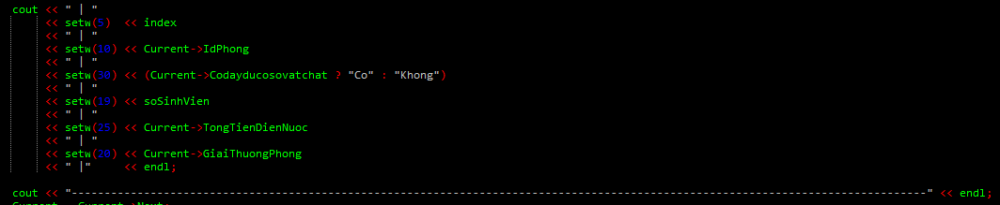 cout << " | "
<< setw(5) << index
<< " | "
<< setw(10) << Current->IdPhong
<< " | "
<< setw(30) << (Current->Codayducosovatchat ? "Co" : "Khong")
<< " | "
<< setw(19) << soSinhVien
<< " | "
<< setw(25) << Current->TongTienDienNuoc
<< " | "
<< setw(20) << Current->GiaiThuongPhong
<< " |" << endl;
cout << "----------------------------------------------------------------------------------------------------------------------------------" << endl;